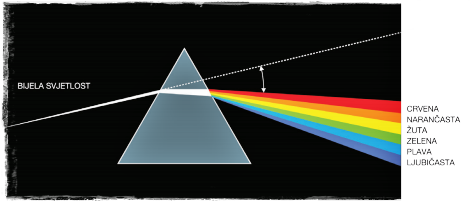 BIJELA SVJETLOST
CRVENA
NARANČASTA
ŽUTA
ZELENA
PLAVA
LJUBIČASTA